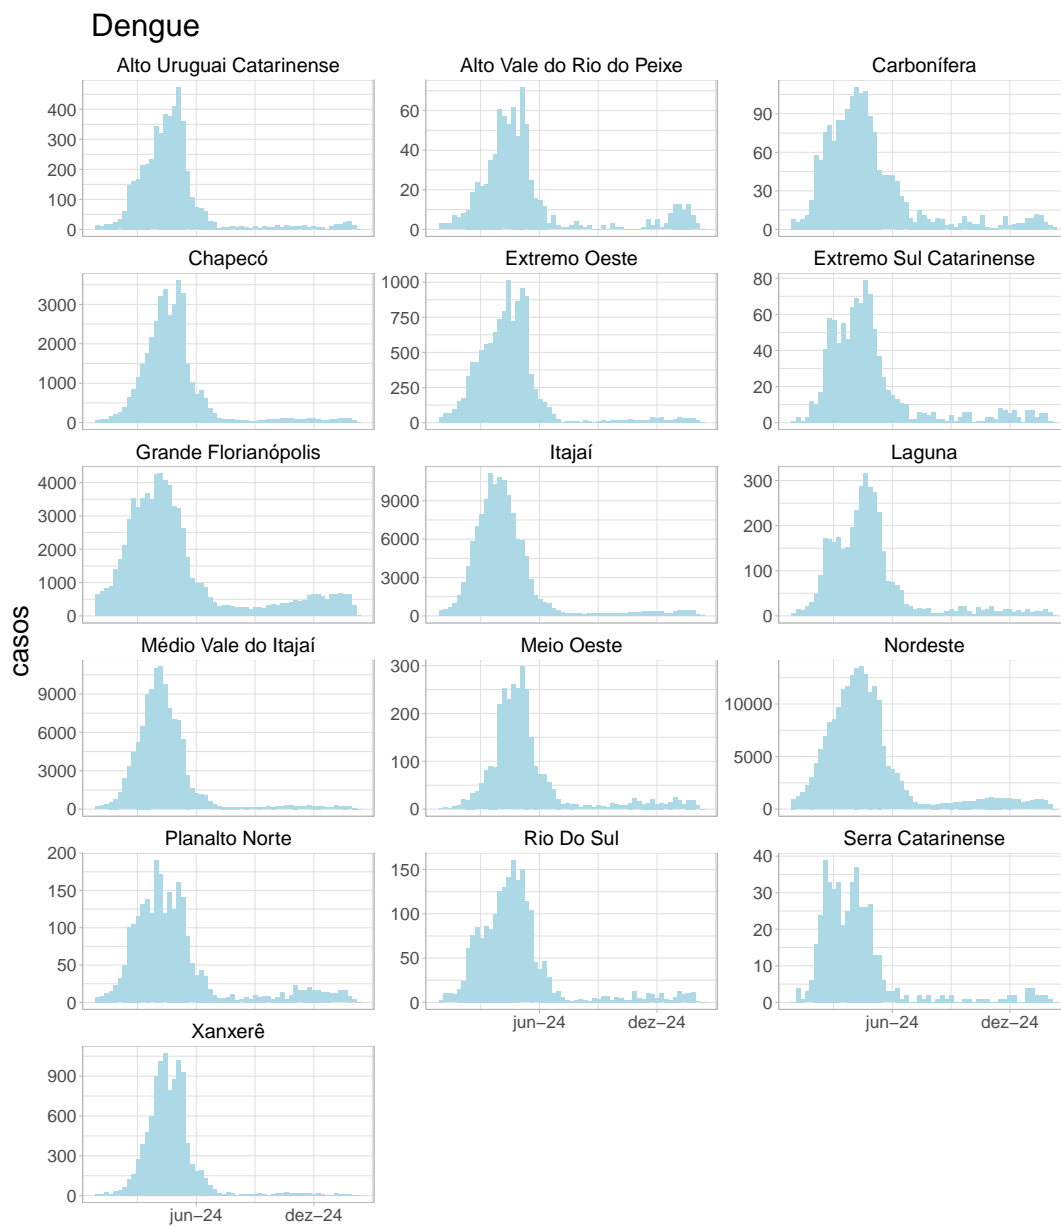 Dengue
Alto Uruguai Catarinense
Alto Vale do Rio do Peixe
Carbonífera
400
300
200
100
0
60
40
20
0
90
60
30
0
Chapecó
Extremo Oeste
Extremo Sul Catarinense
3000
2000
1000
0
1000
750
500
250
0
80
60
40
20
0
Grande Florianópolis
Itajaí
Laguna
4000
3000
2000
1000
0
9000
6000
3000
0
300
200
100
0
casos
Médio Vale do Itajaí
Meio Oeste
Nordeste
9000
6000
3000
0
300
200
100
0
10000
5000
0
Planalto Norte
Rio Do Sul
Serra Catarinense
200
150
100
50
0
150
100
50
0
40
30
20
10
0
jun−24
dez−24
jun−24
dez−24
Xanxerê
900
600
300
0
jun−24
dez−24